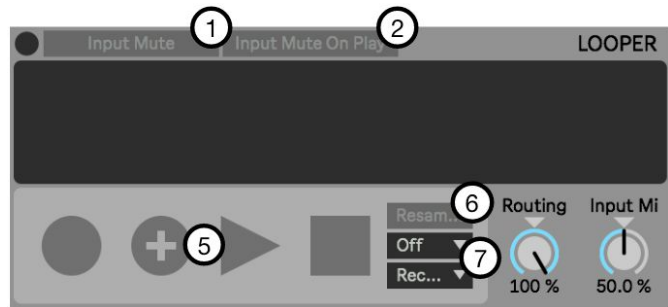 1 2
Input Mute Input Mute On Play LOOPER
5
Resam... 6 Routing Input Mi
Off 7
Rec...
100 % 50.0 %